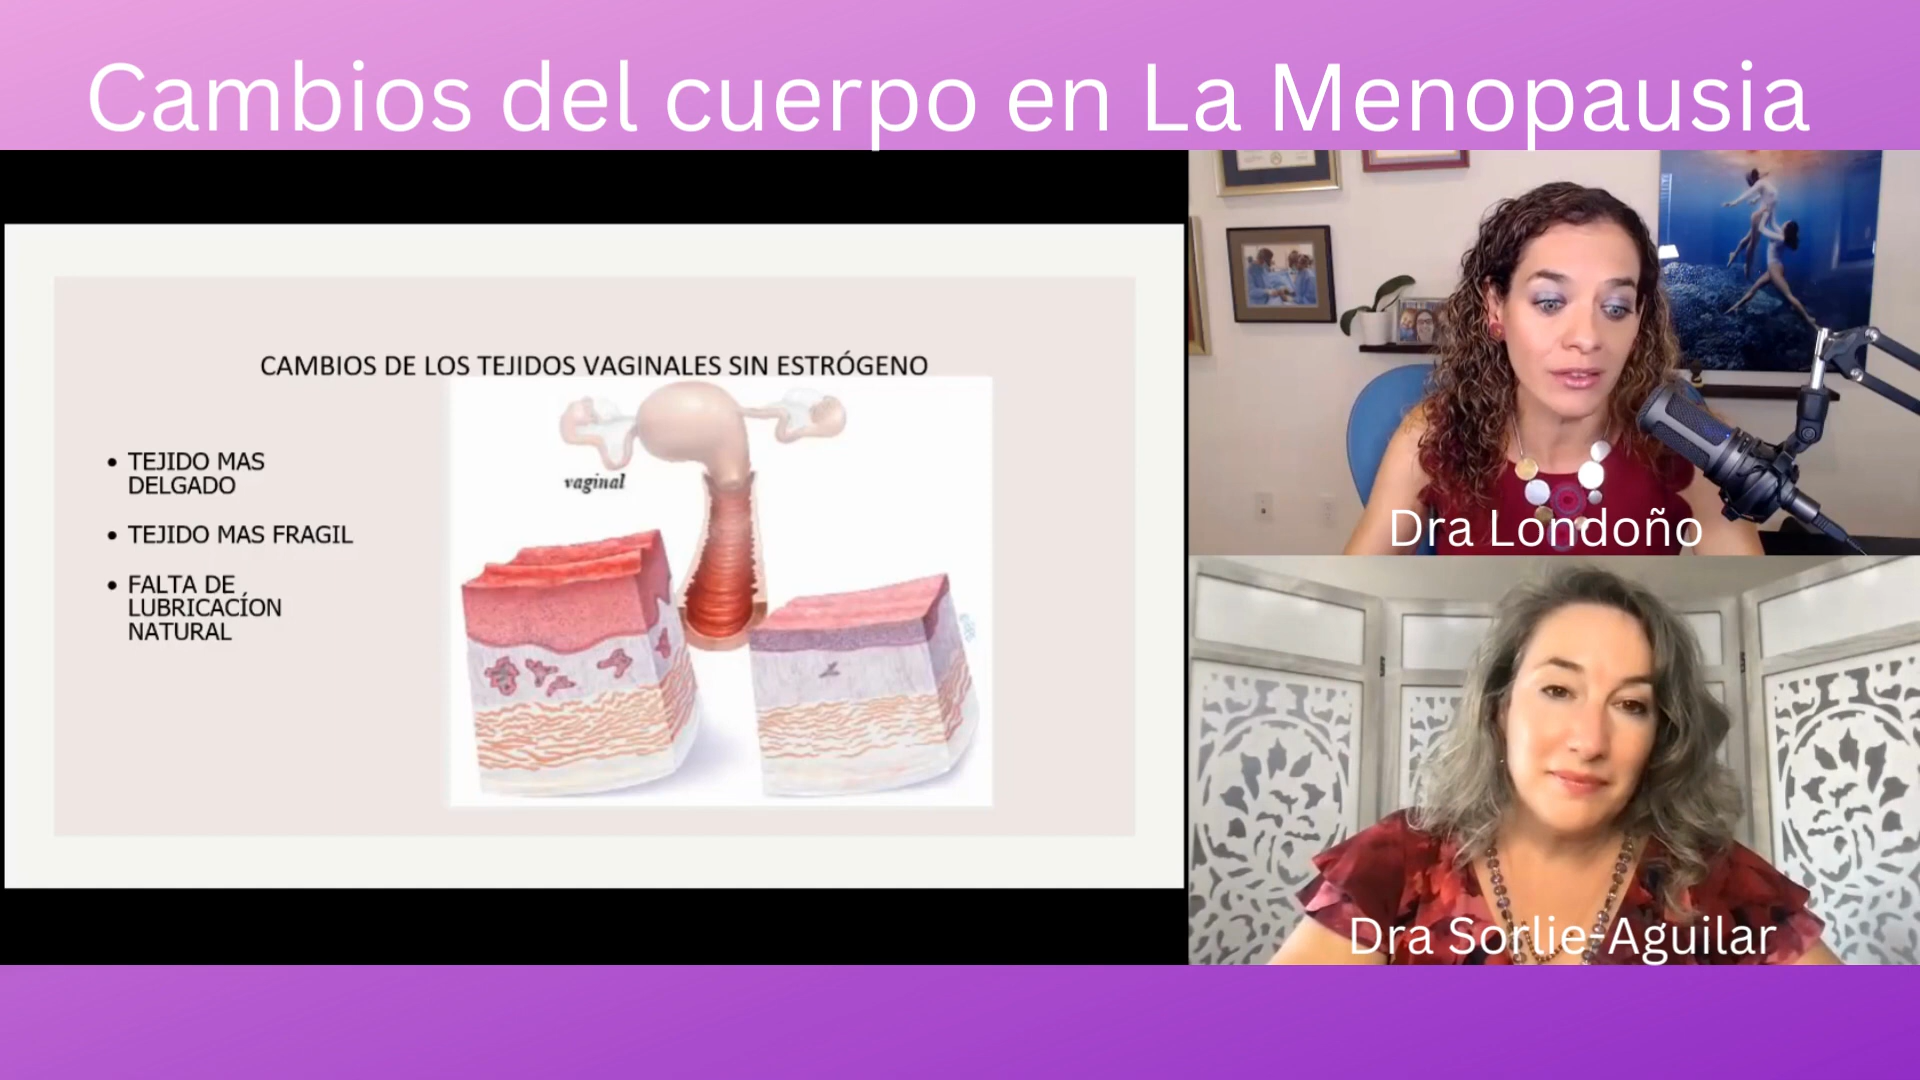 Cambios del cuerpo en La Menopausia
CAMBIOS DE LOS TEJIDOS VAGINALES SIN ESTRÓGENO
• TEJIDO MAS
DELGADO
• TEJIDO MAS FRAGIL
• FALTA DE
LUBRICACÍON
NATURAL
vaginal
Dra Londoño
Dra Sorlie-Aguilar